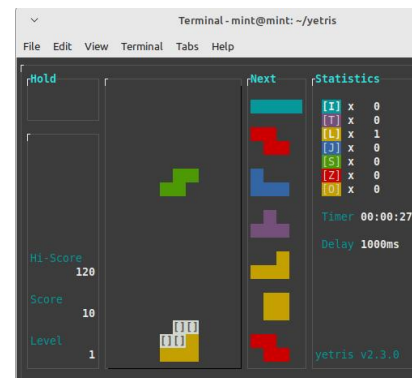 Terminal - mint@mint: ~/yetris
File Edit View Terminal Tabs Help
Hold
Next
Statistics
[I] x 0
[T] x 0
[L] x 1
[J] x 0
[S] x 0
[Z] x 0
[O] x 0
Timer 00:00:27
Delay 1000ms
Hi-Score
120
Score
10
Level
1
[][]
[][]
yetris v2.3.0